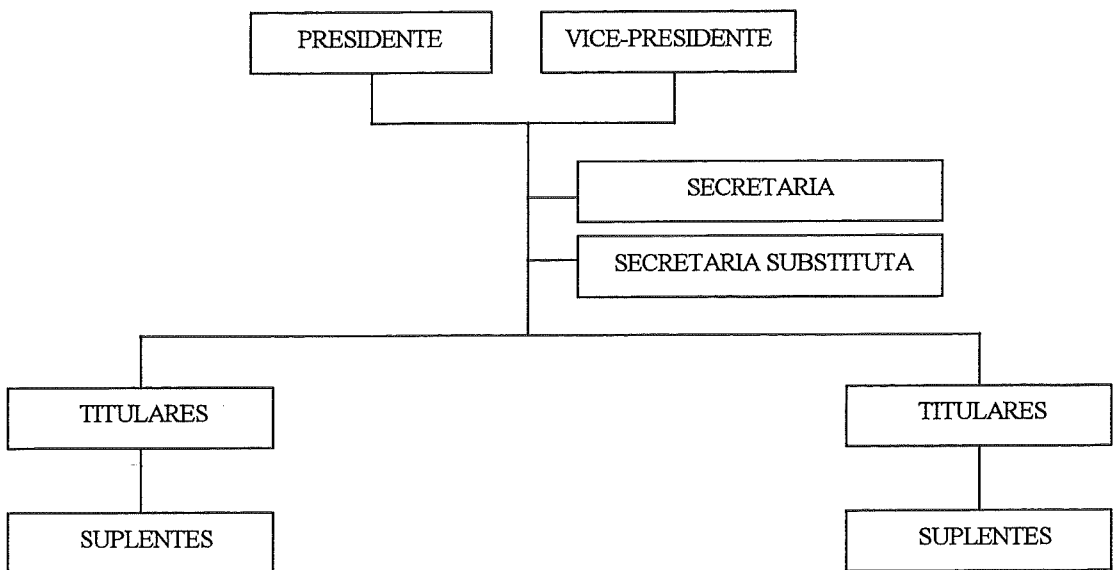 PRESIDENTE
VICE-PRESIDENTE
SECRETARIA
SECRETARIA SUBSTITUTA
TITULARES
TITULARES
SUPLENTES
SUPLENTES